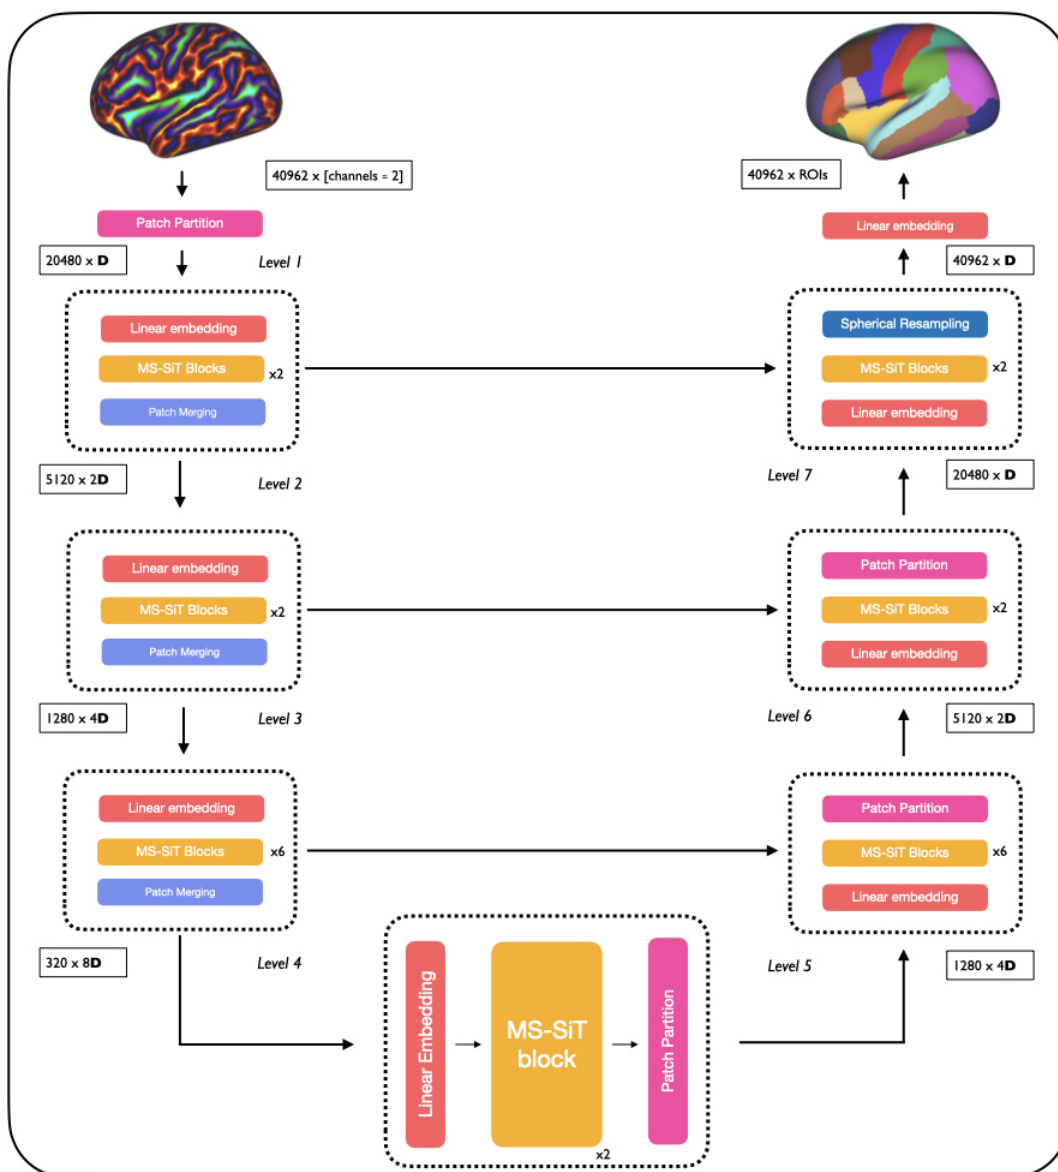 40962 x [channels = 2]
Patch Partition
20480 x D
Level 1
Linear embedding
MS-SiT Blocks
x2
Patch Merging
5120 x 2D
Level 2
Linear embedding
MS-SiT Blocks
x2
Patch Merging
1280 x 4D
Level 3
Linear embedding
MS-SiT Blocks
x6
Patch Merging
320 x 8D
Level 4
Linear Embedding
MS-SiT
block
x2
Patch Partition
Level 5
1280 x 4D
Patch Partition
MS-SiT Blocks
x6
Linear embedding
Level 6
5120 x 2D
Patch Partition
MS-SiT Blocks
x2
Linear embedding
Level 7
20480 x D
Spherical Resampling
MS-SiT Blocks
x2
Linear embedding
40962 x D
Linear embedding
40962 x ROIs